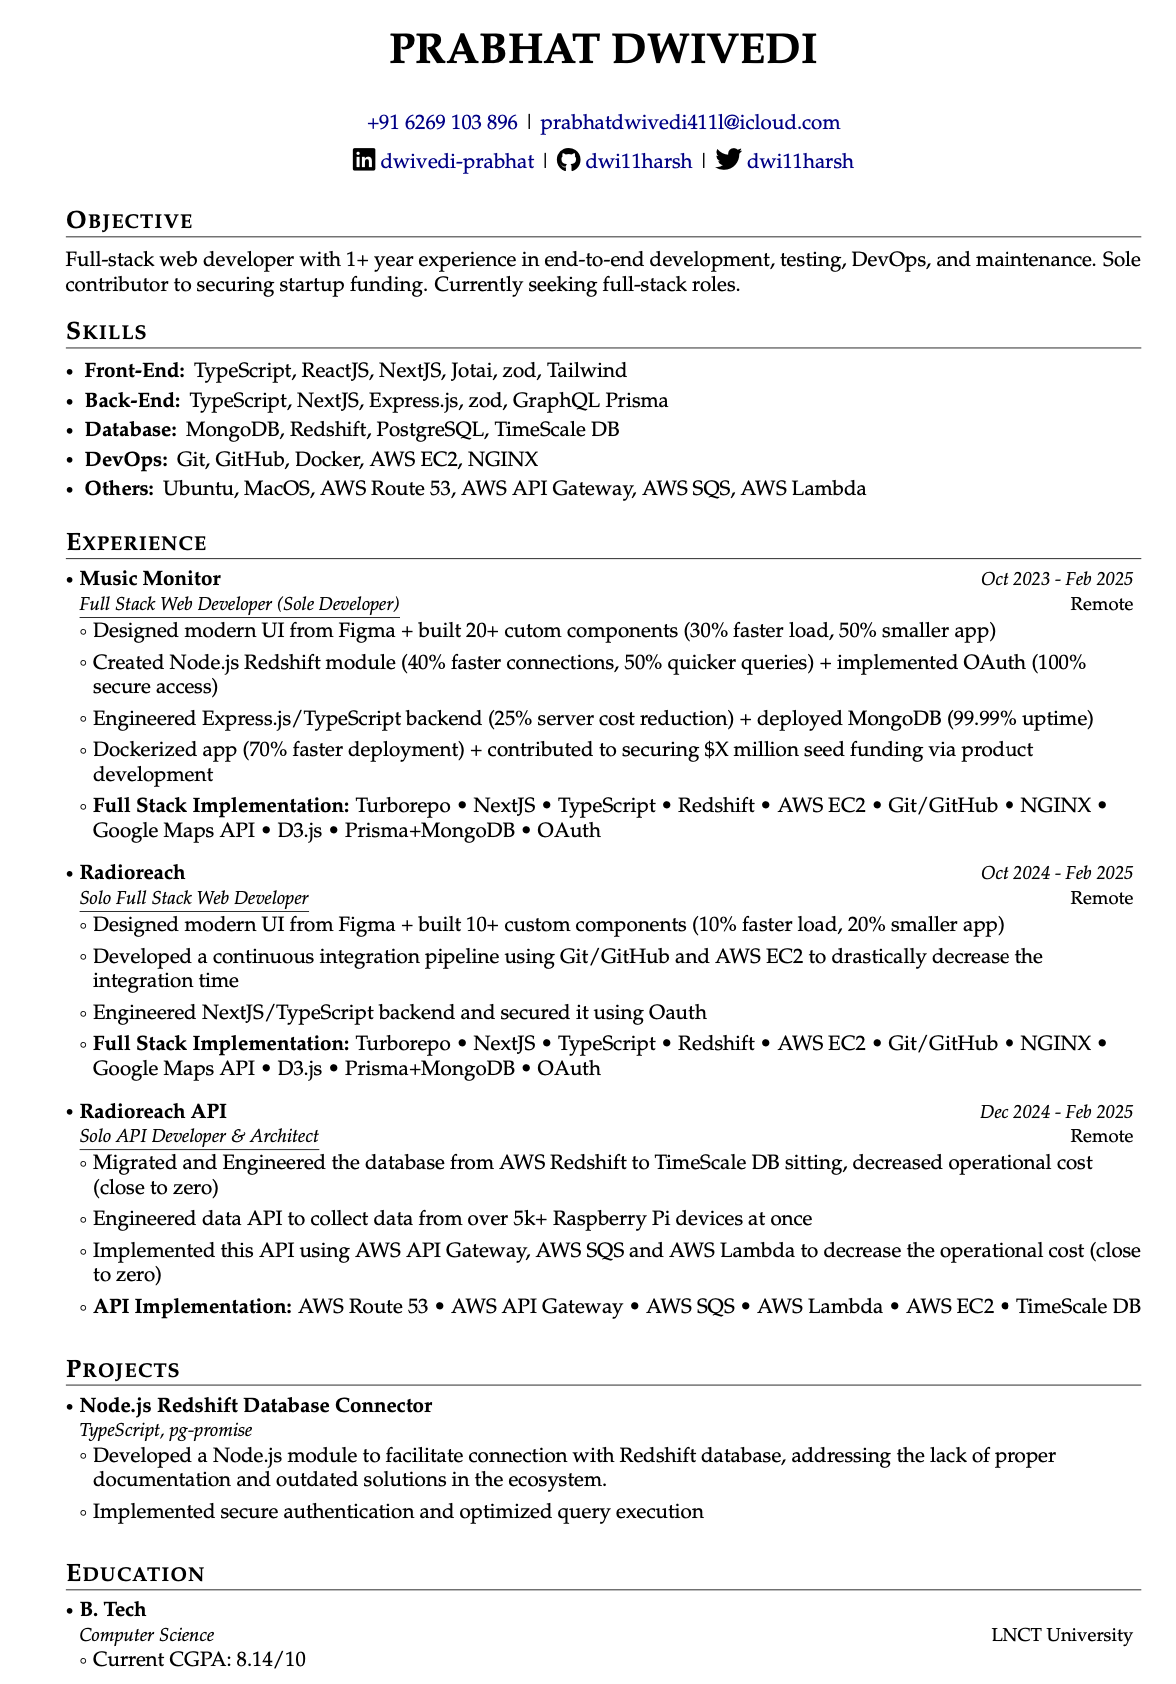 PRABHAT DWIVEDI
+91 6269 103 896 | prabhatdwivedi411l@icloud.com
dwivedi-prabhat | dwi11harsh | dwi11harsh
OBJECTIVE
Full-stack web developer with 1+ year experience in end-to-end development, testing, DevOps, and maintenance. Sole
contributor to securing startup funding. Currently seeking full-stack roles.
SKILLS
• Front-End: TypeScript, ReactJS, NextJS, Jotai, zod, Tailwind
• Back-End: TypeScript, NextJS, Express.js, zod, GraphQL Prisma
• Database: MongoDB, Redshift, PostgreSQL, TimeScale DB
• DevOps: Git, GitHub, Docker, AWS EC2, NGINX
• Others: Ubuntu, MacOS, AWS Route 53, AWS API Gateway, AWS SQS, AWS Lambda
EXPERIENCE
• Music Monitor Oct 2023 - Feb 2025
Full Stack Web Developer (Sole Developer) Remote
◦ Designed modern UI from Figma + built 20+ cutom components (30% faster load, 50% smaller app)
◦ Created Node.js Redshift module (40% faster connections, 50% quicker queries) + implemented OAuth (100%
secure access)
◦ Engineered Express.js/TypeScript backend (25% server cost reduction) + deployed MongoDB (99.99% uptime)
◦ Dockerized app (70% faster deployment) + contributed to securing $X million seed funding via product
development
◦ Full Stack Implementation: Turborepo • NextJS • TypeScript • Redshift • AWS EC2 • Git/GitHub • NGINX •
Google Maps API • D3.js • Prisma+MongoDB • OAuth
• Radioreach Oct 2024 - Feb 2025
Solo Full Stack Web Developer Remote
◦ Designed modern UI from Figma + built 10+ custom components (10% faster load, 20% smaller app)
◦ Developed a continuous integration pipeline using Git/GitHub and AWS EC2 to drastically decrease the
integration time
◦ Engineered NextJS/TypeScript backend and secured it using Oauth
◦ Full Stack Implementation: Turborepo • NextJS • TypeScript • Redshift • AWS EC2 • Git/GitHub • NGINX •
Google Maps API • D3.js • Prisma+MongoDB • OAuth
• Radioreach API Dec 2024 - Feb 2025
Solo API Developer & Architect Remote
◦ Migrated and Engineered the database from AWS Redshift to TimeScale DB sitting, decreased operational cost
(close to zero)
◦ Engineered data API to collect data from over 5k+ Raspberry Pi devices at once
◦ Implemented this API using AWS API Gateway, AWS SQS and AWS Lambda to decrease the operational cost (close
to zero)
◦ API Implementation: AWS Route 53 • AWS API Gateway • AWS SQS • AWS Lambda • AWS EC2 • TimeScale DB
PROJECTS
• Node.js Redshift Database Connector
TypeScript, pg-promise
◦ Developed a Node.js module to facilitate connection with Redshift database, addressing the lack of proper
documentation and outdated solutions in the ecosystem.
◦ Implemented secure authentication and optimized query execution
EDUCATION
• B. Tech
Computer Science LNCT University
◦ Current CGPA: 8.14/10